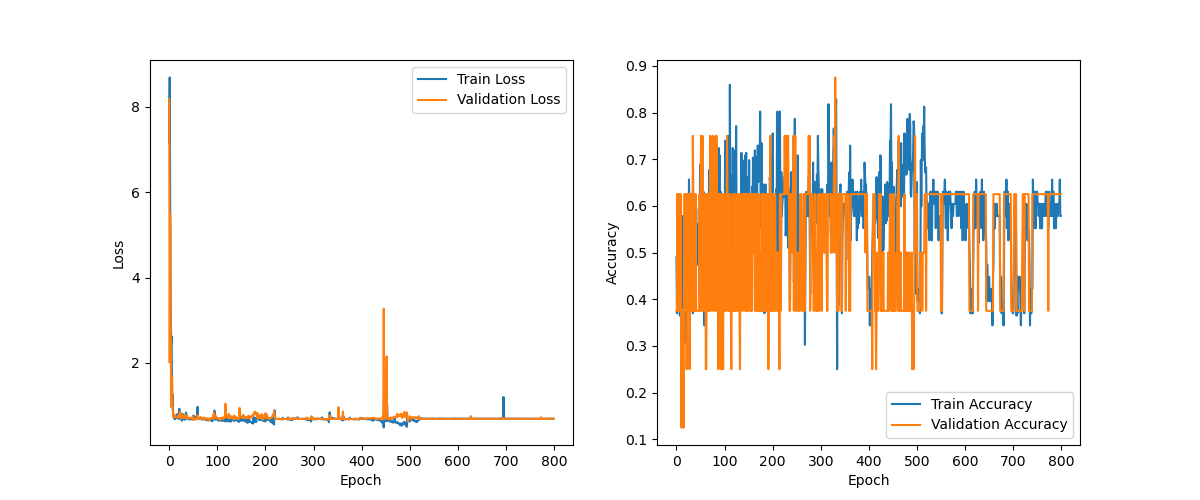 Train Loss
Validation Loss
8
6
4
2
Loss
0 100 200 300 400 500 600 700 800
Epoch
0.9
0.8
0.7
0.6
0.5
0.4
0.3
0.2
0.1
Accuracy
Train Accuracy
Validation Accuracy
0 100 200 300 400 500 600 700 800
Epoch